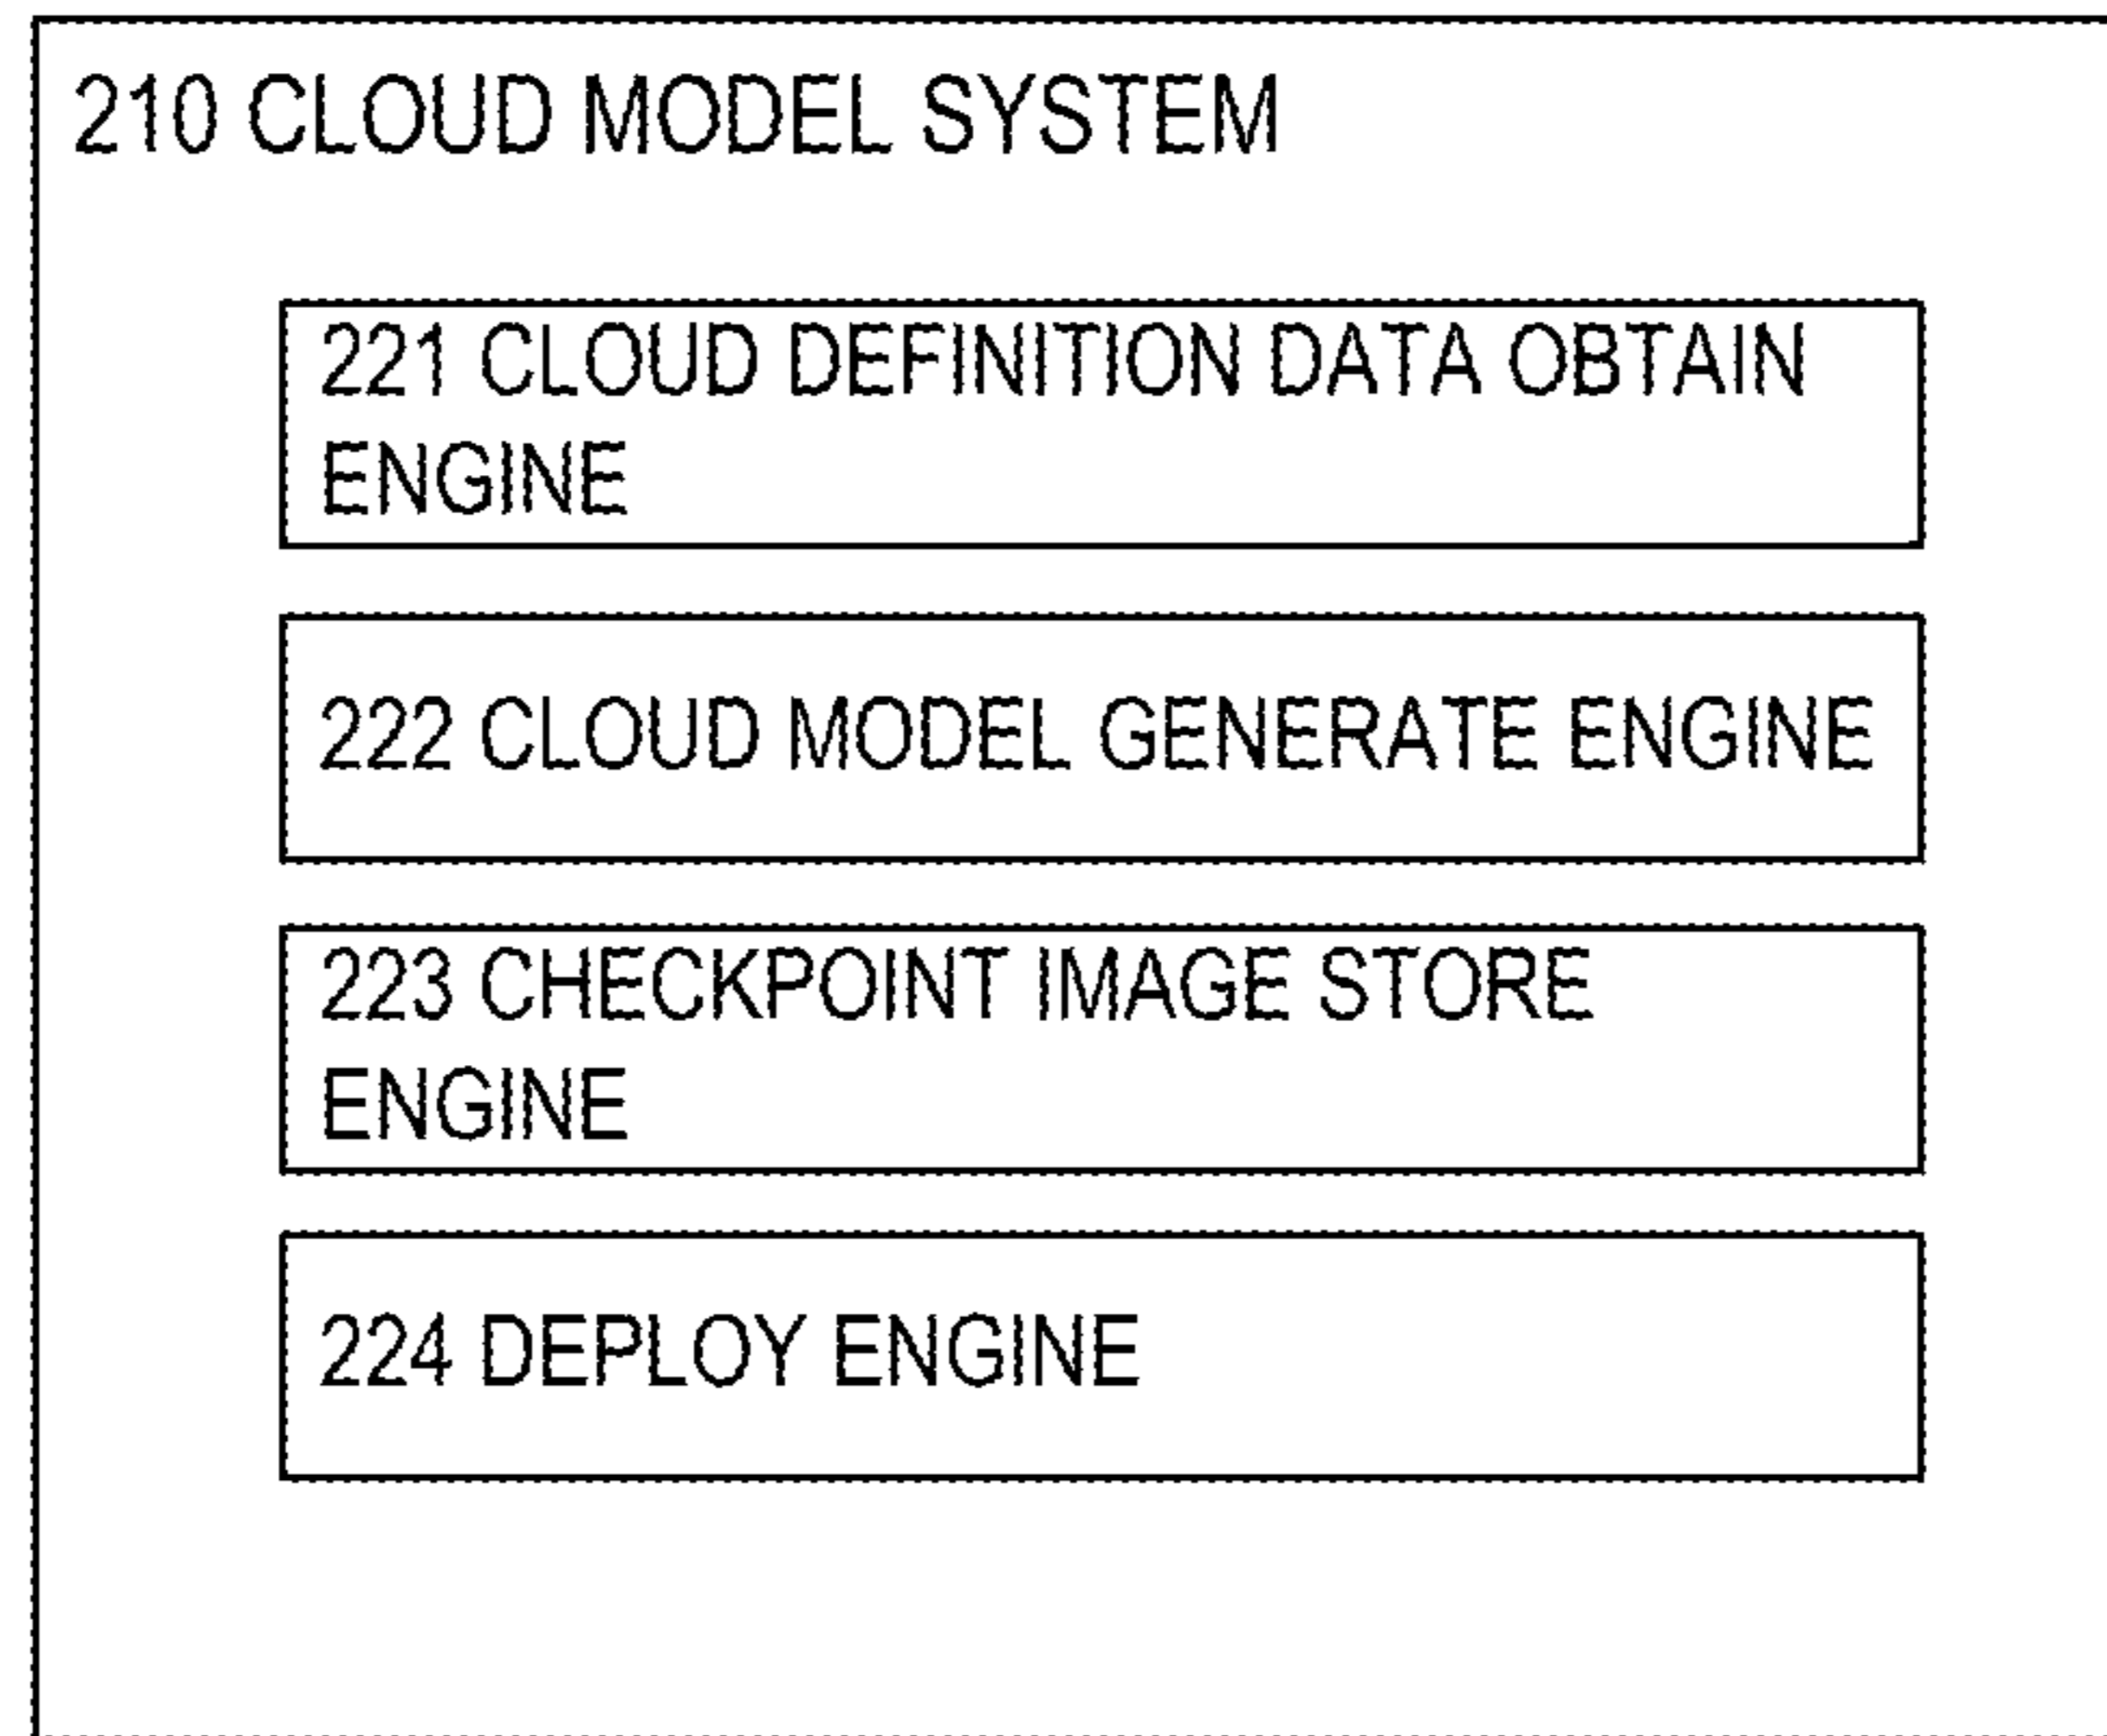 210 CLOUD MODEL SYSTEM
221 CLOUD DEFINITION DATA OBTAIN
ENGINE
222 CLOUD MODEL GENERATE ENGINE
223 CHECKPOINT IMAGE STORE
ENGINE
224 DEPLOY ENGINE